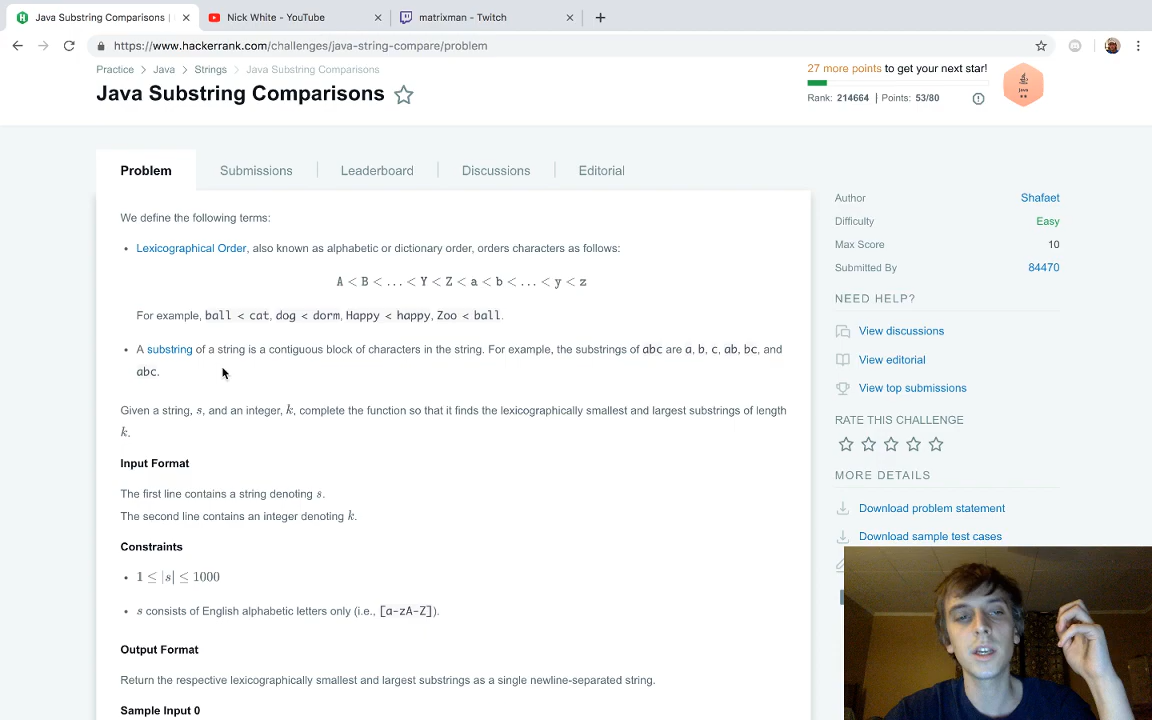 Java Substring Comparisons |
Nick White - YouTube
matrixman - Twitch
https://www.hackerrank.com/challenges/java-string-compare/problem
Practice > Java > Strings > Java Substring Comparisons
Java Substring Comparisons
27 more points to get your next star!
Rank: 214664 | Points: 53/80
Java
Problem
Submissions
Leaderboard
Discussions
Editorial
We define the following terms:
• Lexicographical Order, also known as alphabetic or dictionary order, orders characters as follows:
A < B < ... < Y < Z < a < b < ... < y < z
For example, ball < cat, dog < dorm, Happy < happy, Zoo < ball.
• A substring of a string is a contiguous block of characters in the string. For example, the substrings of abc are a, b, c, ab, bc, and
abc.
Given a string, s, and an integer, k, complete the function so that it finds the lexicographically smallest and largest substrings of length
k.
Input Format
The first line contains a string denoting s.
The second line contains an integer denoting k.
Constraints
• 1 ≤ |s| ≤ 1000
• s consists of English alphabetic letters only (i.e., [a-zA-Z]).
Output Format
Return the respective lexicographically smallest and largest substrings as a single newline-separated string.
Sample Input 0
Author Shafaet
Difficulty Easy
Max Score 10
Submitted By 84470
NEED HELP?
View discussions
View editorial
View top submissions
RATE THIS CHALLENGE
MORE DETAILS
Download problem statement
Download sample test cases